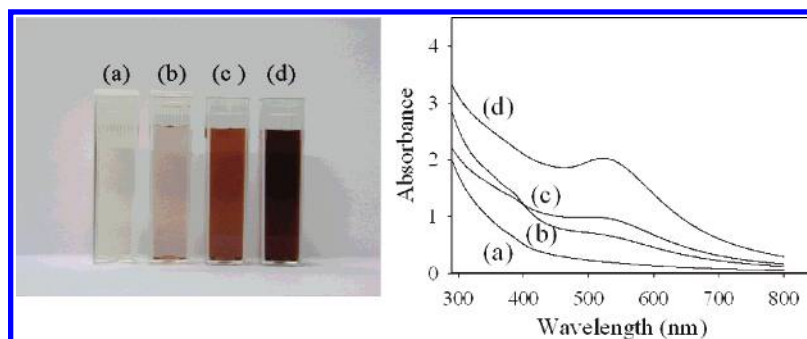 (a) (b) (c ) (d)
4
3
2
1
0
Absorbance
(d)
(c)
(b)
(a)
300 400 500 600 700 800
Wavelength (nm)